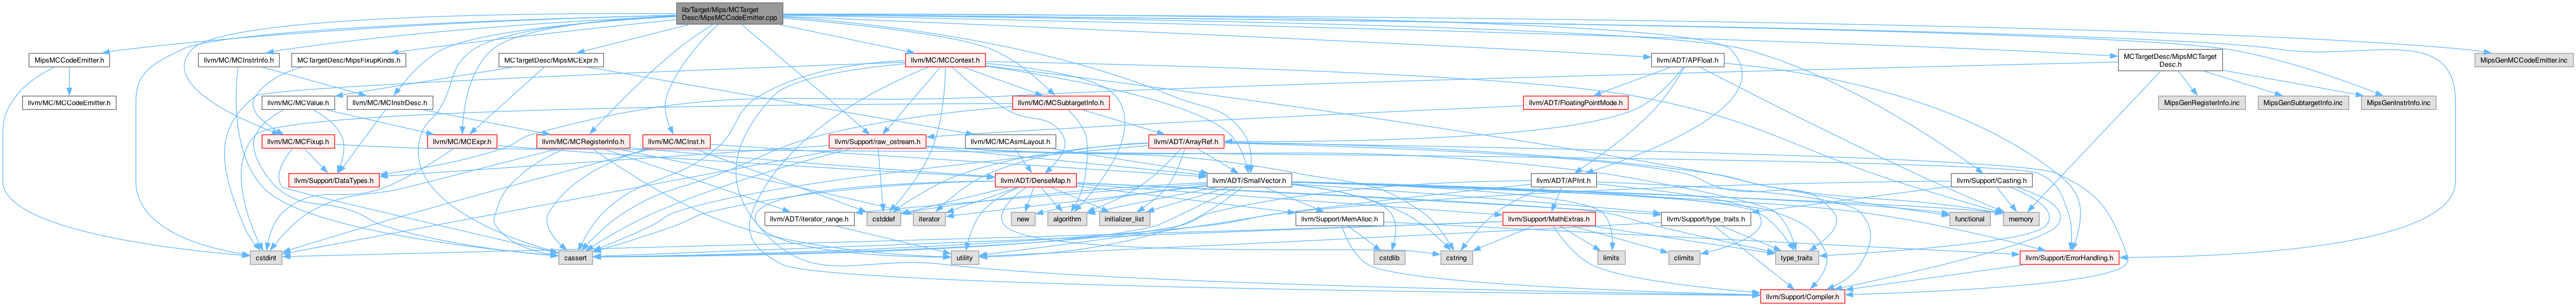 lib/Target/Mips/MCTarget
Desc/MipsMCCodeEmitter.cpp
MipsMCCodeEmitter.h
llvm/MC/MCInstrInfo.h
MCTargetDesc/MipsFixupKinds.h
MCTargetDesc/MipsMCExpr.h
llvm/MC/MCContext.h
llvm/ADT/APFloat.h
MCTargetDesc/MipsMCTarget
Desc.h
MipsGenMCCodeEmitter.inc
llvm/MC/MCCodeEmitter.h
llvm/MC/MCValue.h
llvm/MC/MCInstrDesc.h
llvm/MC/MCSubtargetInfo.h
llvm/ADT/FloatingPointMode.h
MipsGenRegisterInfo.inc
MipsGenSubtargetInfo.inc
MipsGenInstrInfo.inc
llvm/MC/MCFixup.h
llvm/MC/MCExpr.h
llvm/MC/MCRegisterInfo.h
llvm/MC/MCInst.h
llvm/Support/raw_ostream.h
llvm/MC/MCAsmLayout.h
llvm/ADT/ArrayRef.h
llvm/Support/DataTypes.h
llvm/ADT/DenseMap.h
llvm/ADT/SmallVector.h
llvm/ADT/APInt.h
llvm/Support/Casting.h
llvm/ADT/iterator_range.h
cstddef
iterator
new
algorithm
initializer_list
llvm/Support/MemAlloc.h
llvm/Support/MathExtras.h
llvm/Support/type_traits.h
functional
memory
cstdint
cassert
utility
cstdlib
cstring
limits
climits
type_traits
llvm/Support/ErrorHandling.h
llvm/Support/Compiler.h